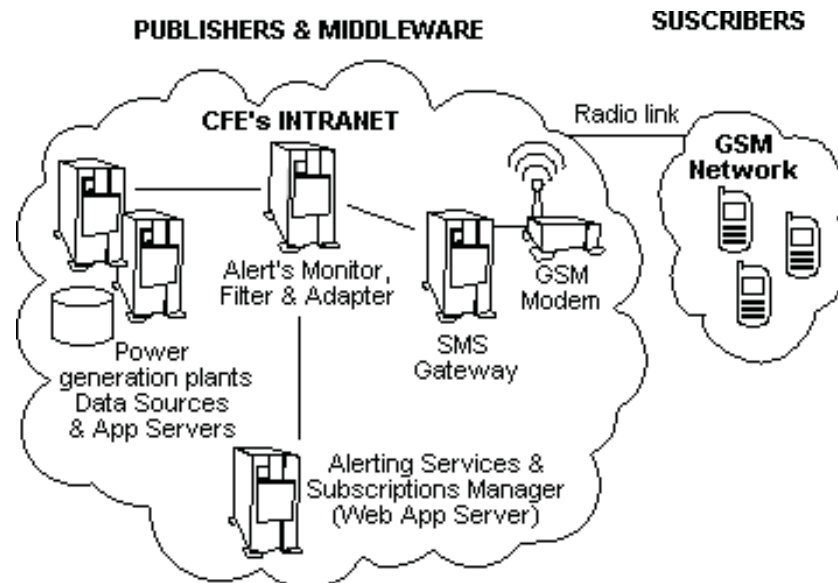 PUBLISHERS & MIDDLEWARE
SUSCRIBERS
CFE's INTRANET
Radio link
GSM
Network
Alert's Monitor,
Filter & Adapter
GSM
Modem
SMS
Gateway
Power
generation plants
Data Sources
& App Servers
Alerting Services &
Subscriptions Manager
(Web App Server)